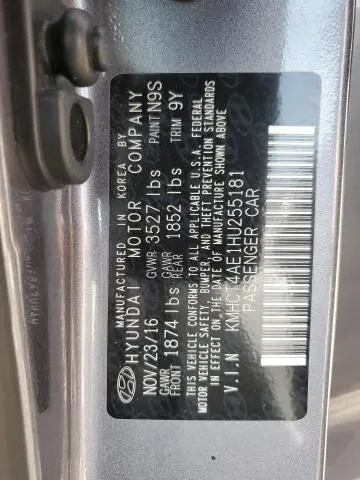 MANUFACTURED IN KOREA BY
HYUNDAI MOTOR COMPANY
NOV/23/16 GVWR 3527 lbs PAINT N9S
GAWR FRONT 1874 lbs GAWR REAR 1852 lbs TRIM 9Y
THIS VEHICLE CONFORMS TO ALL APPLICABLE U.S.A. FEDERAL
MOTOR VEHICLE SAFETY, BUMPER, AND THEFT PREVENTION STANDARDS
IN EFFECT ON THE DATE OF MANUFACTURE SHOWN ABOVE
V.I.N KMHCT4AE1HU255181
PASSENGER CAR